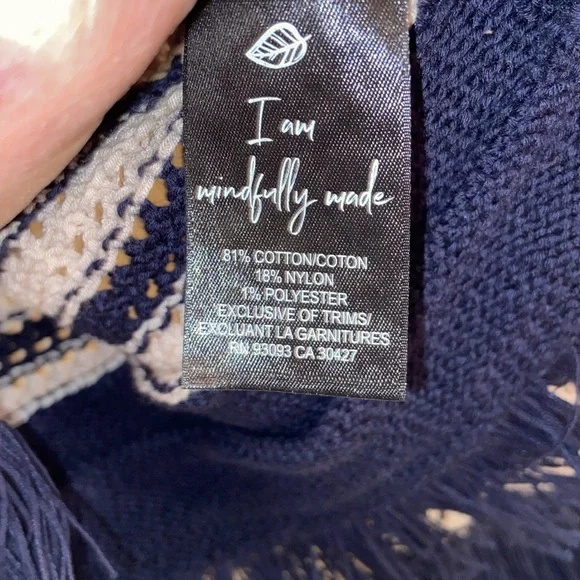 I am
mindfully made
81% COTTON/COTON
18% NYLON
1% POLYESTER
EXCLUSIVE OF TRIMS/
EXCLUANT LA GARNITURES
RN 93093 CA 30427